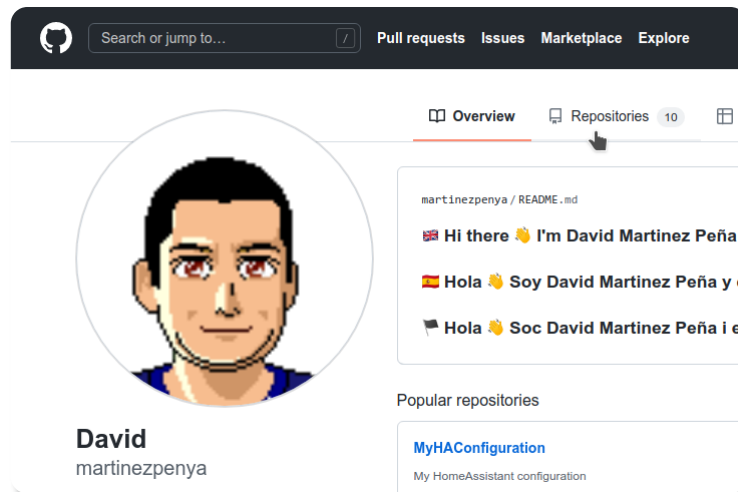 Search or jump to... /
Pull requests Issues Marketplace Explore
Overview Repositories 10
martinezpenya/README.md
🇬🇧 Hi there 👋 I'm David Martinez Peña
🇪🇸 Hola 👋 Soy David Martinez Peña y
🏴 Hola 👋 Soc David Martinez Peña i
David
martinezpenya
Popular repositories
MyHAConfiguration
My HomeAssistant configuration